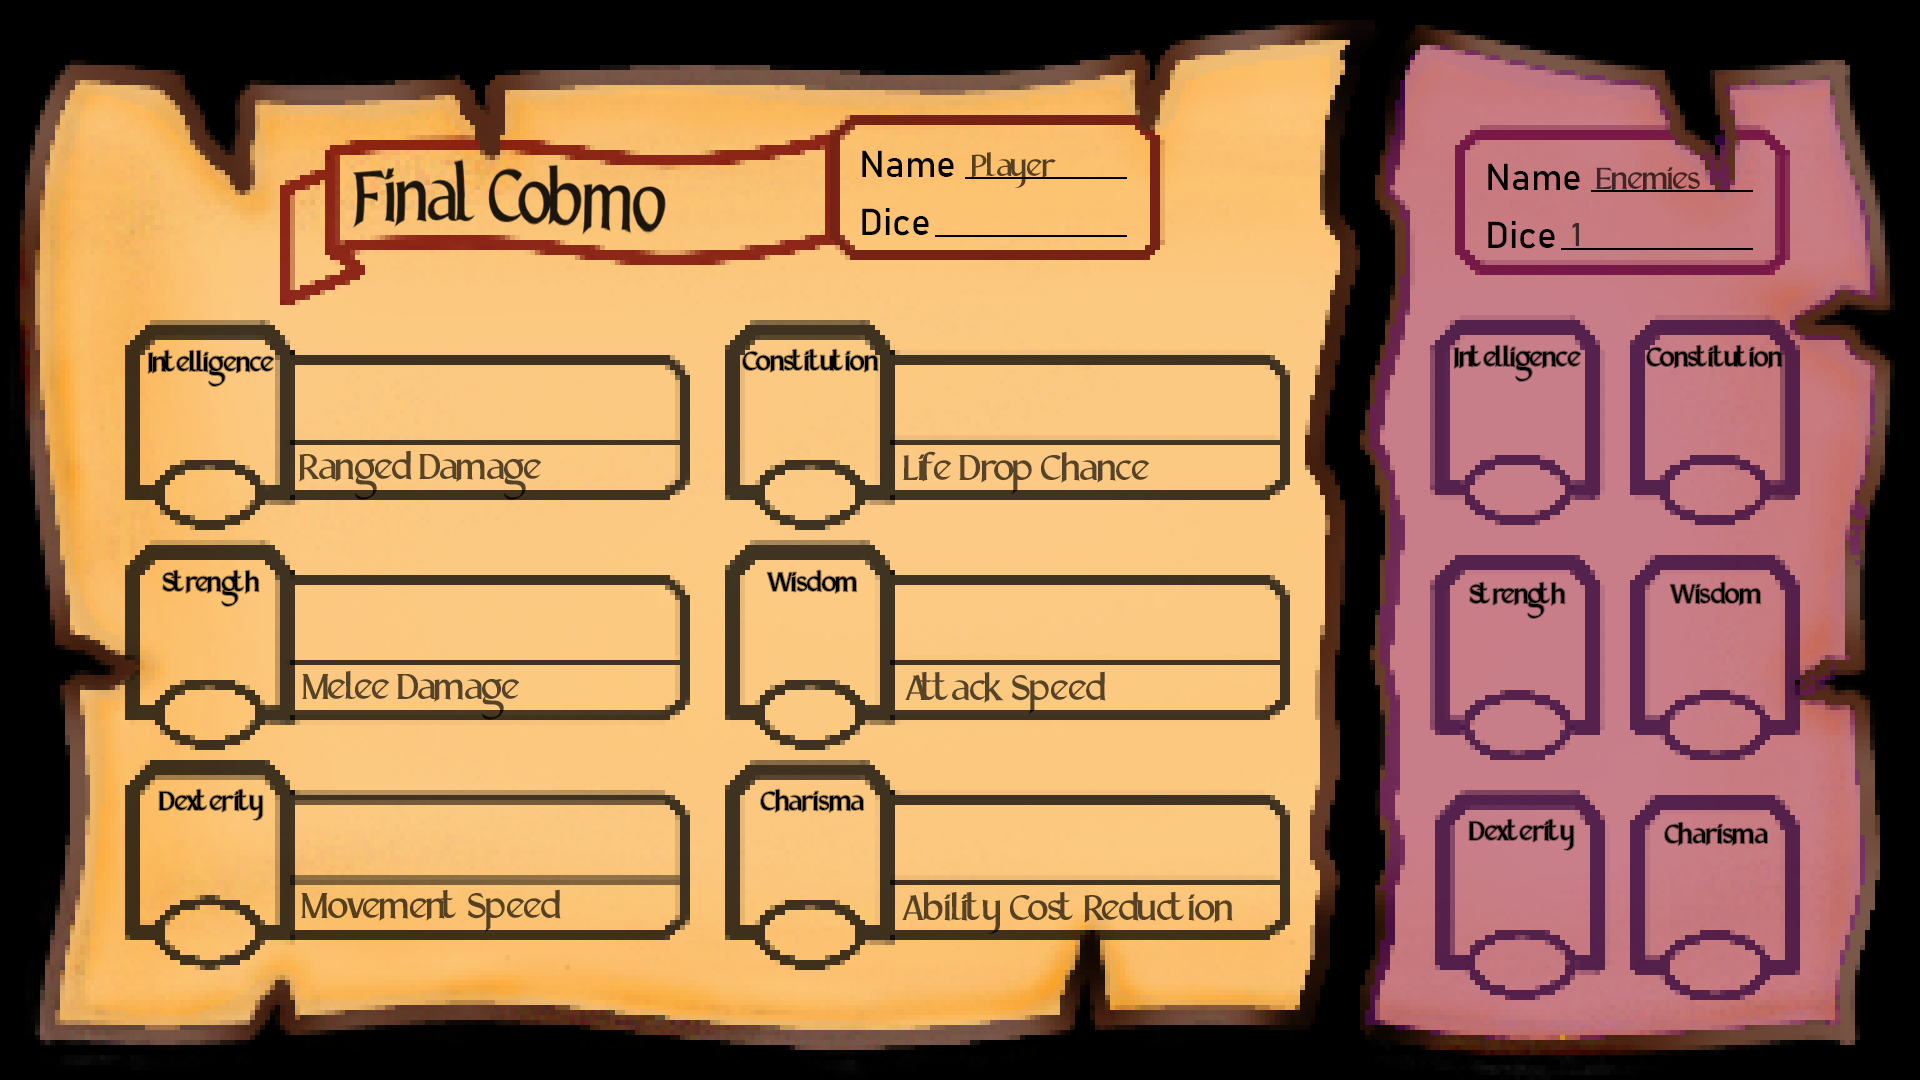 Final Cobmo
Name Player
Dice
Intelligence
Ranged Damage
Constitution
Life Drop Chance
Strength
Melee Damage
Wisdom
Attack Speed
Dexterity
Movement Speed
Charisma
Ability Cost Reduction
Name Enemies
Dice 1
Intelligence
Constitution
Strength
Wisdom
Dexterity
Charisma